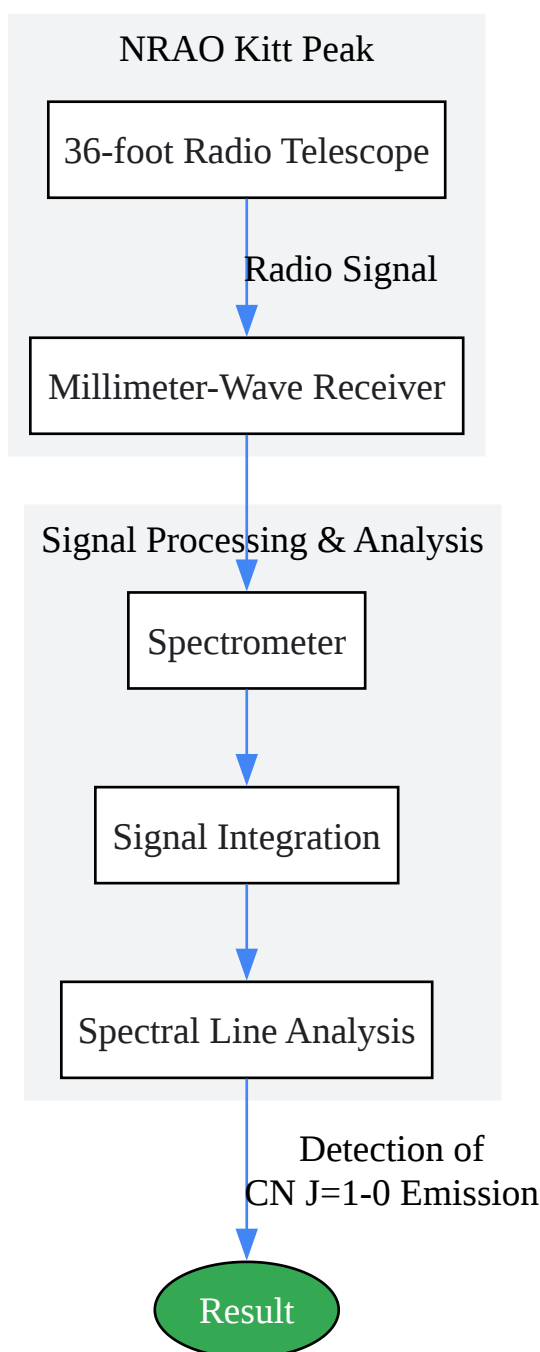 NRAO Kitt Peak
36-foot Radio Telescope
Radio Signal
Millimeter-Wave Receiver
Signal Processing & Analysis
Spectrometer
Signal Integration
Spectral Line Analysis
Detection of
CN J=1-0 Emission
Result